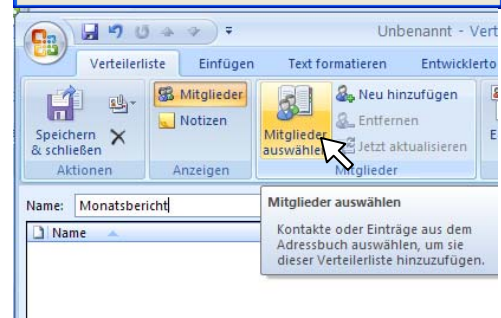 Unbenannt - Vert
Verteilerliste Einfügen Text formatieren Entwicklerto
Speichern & schließen
Mitglieder
Notizen
Mitglieder auswählen
Neu hinzufügen
Entfernen
Jetzt aktualisieren
E
Aktionen Anzeigen Mitglieder
Name: Monatsbericht
Name
Mitglieder auswählen
Kontakte oder Einträge aus dem
Adressbuch auswählen, um sie
dieser Verteilerliste hinzuzufügen.